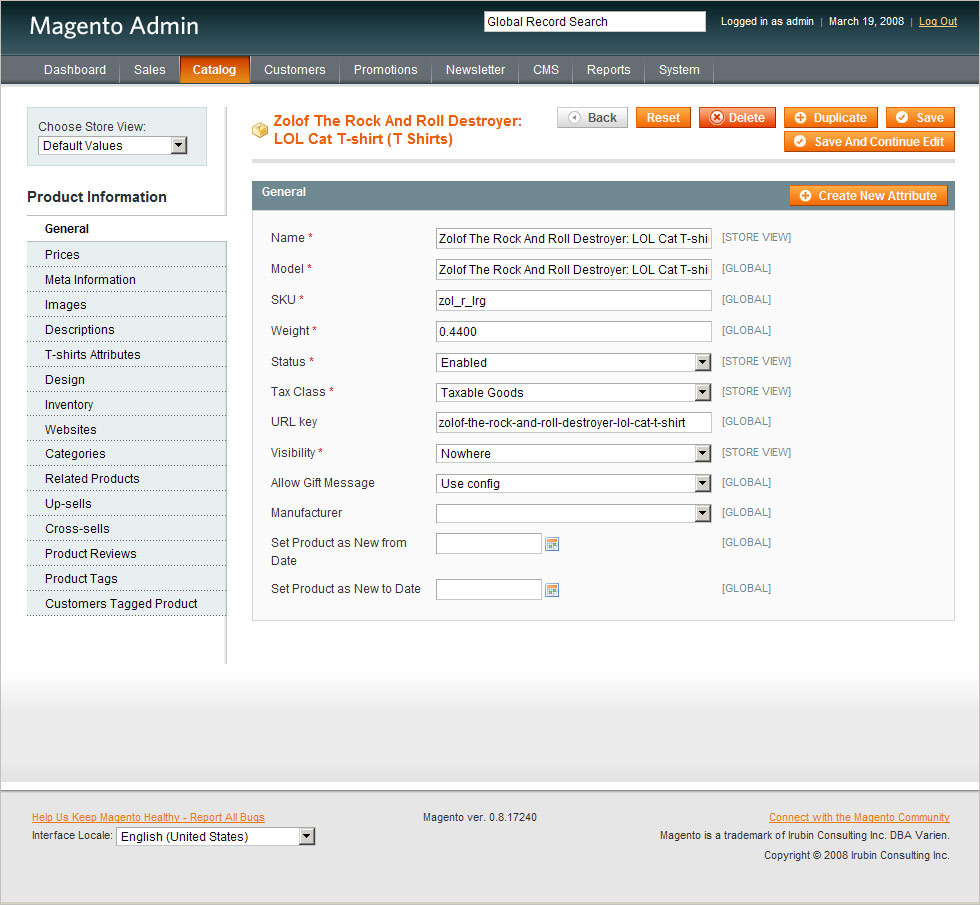 Magento Admin
Global Record Search
Logged in as admin | March 19, 2008 | Log Out
Dashboard Sales Catalog Customers Promotions Newsletter CMS Reports System
Choose Store View:
Default Values
Product Information
General
Prices
Meta Information
Images
Descriptions
T-shirts Attributes
Design
Inventory
Websites
Categories
Related Products
Up-sells
Cross-sells
Product Reviews
Product Tags
Customers Tagged Product
Zolof The Rock And Roll Destroyer:
LOL Cat T-shirt (T Shirts)
Back Reset Delete Duplicate Save
Save And Continue Edit
General
Create New Attribute
Name * Zolof The Rock And Roll Destroyer: LOL Cat T-shi [STORE VIEW]
Model * Zolof The Rock And Roll Destroyer: LOL Cat T-shi [GLOBAL]
SKU * zol_r_lrg [GLOBAL]
Weight * 0.4400 [GLOBAL]
Status * Enabled [STORE VIEW]
Tax Class * Taxable Goods [STORE VIEW]
URL key zolof-the-rock-and-roll-destroyer-lol-cat-t-shirt [GLOBAL]
Visibility * Nowhere [STORE VIEW]
Allow Gift Message Use config [GLOBAL]
Manufacturer [GLOBAL]
Set Product as New from [GLOBAL]
Date
Set Product as New to Date [GLOBAL]
Help Us Keep Magento Healthy - Report All Bugs
Interface Locale: English (United States)
Magento ver. 0.8.17240
Connect with the Magento Community
Magento is a trademark of Irubin Consulting Inc. DBA Varien.
Copyright © 2008 Irubin Consulting Inc.